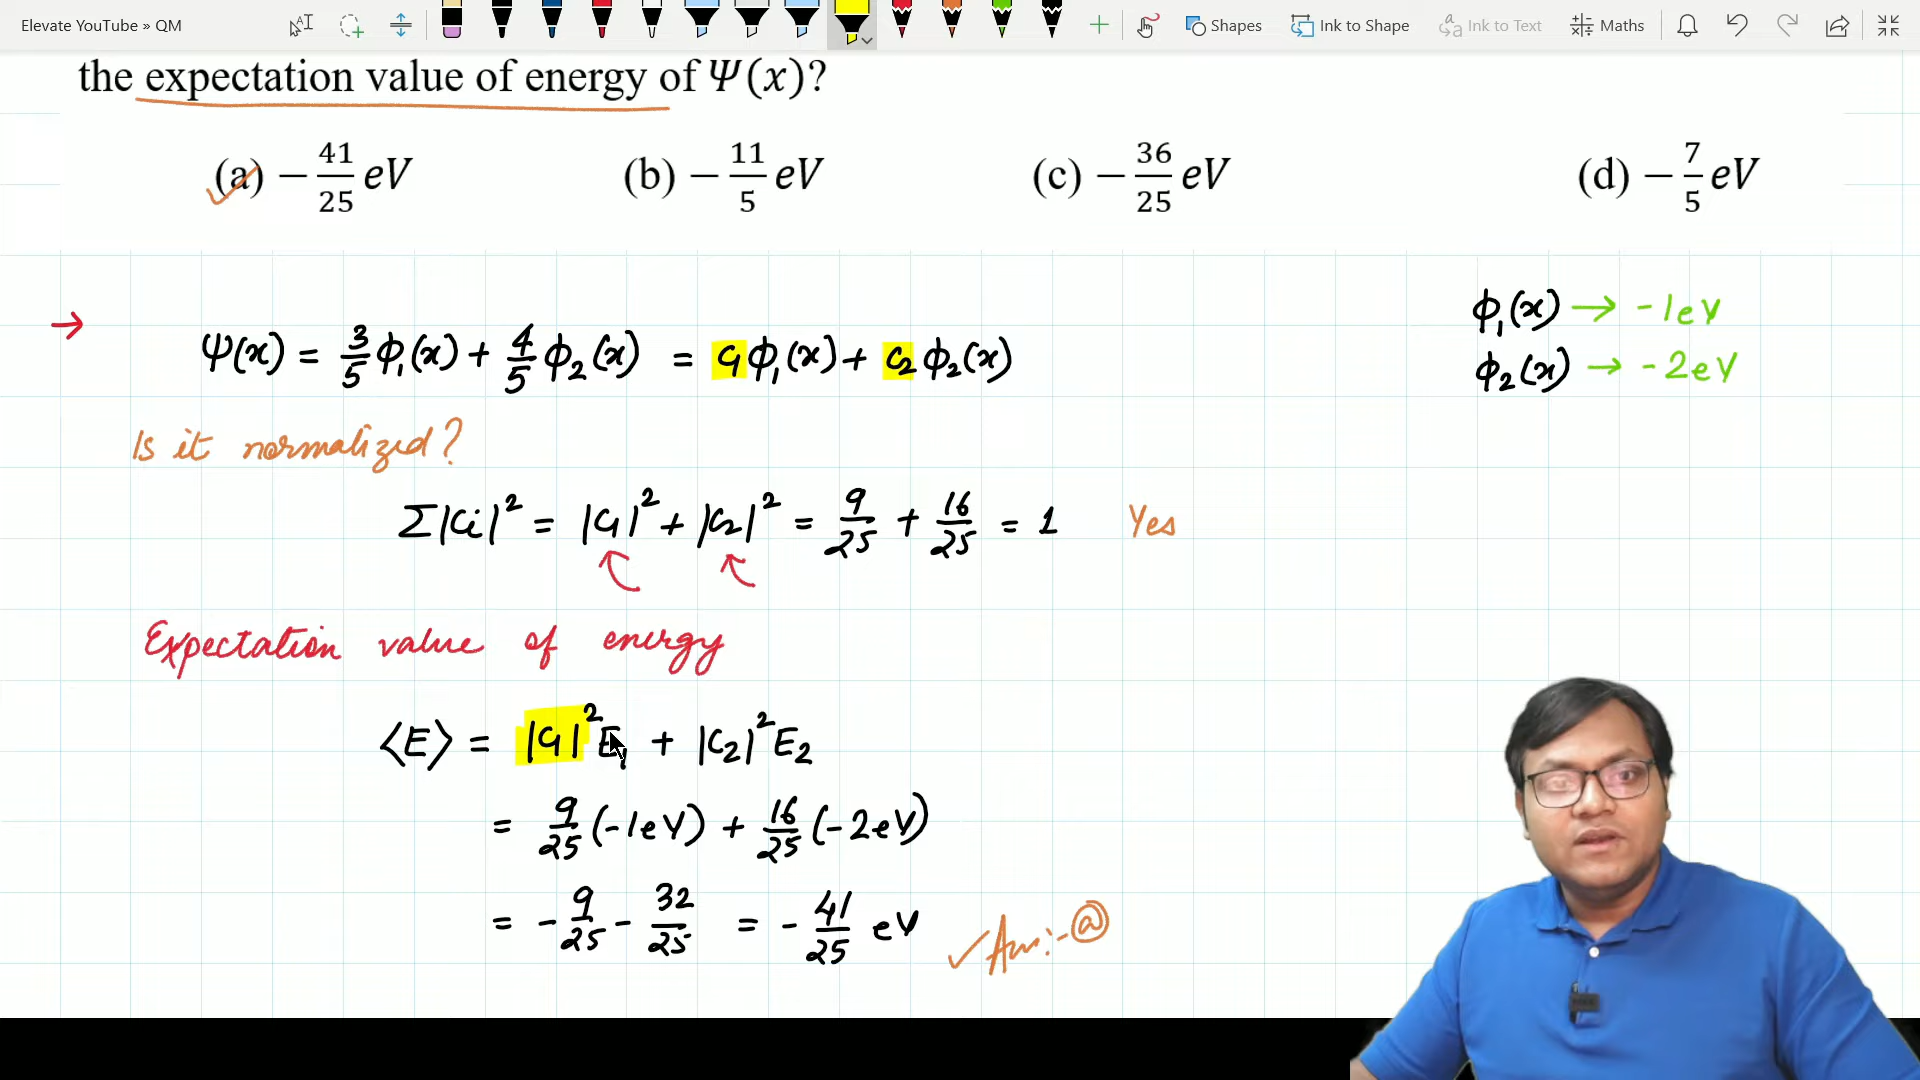 Elevate YouTube » QM
Shapes
Ink to Shape
Ink to Text
Maths
the expectation value of energy of Ψ(x)?
(a) −41/25 eV (b) −11/5 eV (c) −36/25 eV (d) −7/5 eV
ϕ₁(x) → -1eV
→ Ψ(x) = 3/5 ϕ₁(x) + 4/5 ϕ₂(x) = C₁ϕ₁(x) + C₂ϕ₂(x)
ϕ₂(x) → -2eV
Is it normalized?
Σ|Ci|² = |C₁|² + |C₂|² = 9/25 + 16/25 = 1 Yes
Expectation value of energy
⟨E⟩ = |C₁|²E₁ + |C₂|²E₂
= 9/25 (-1eV) + 16/25 (-2eV)
= - 9/25 - 32/25 = - 41/25 eV ✓Ans:-ⓐ